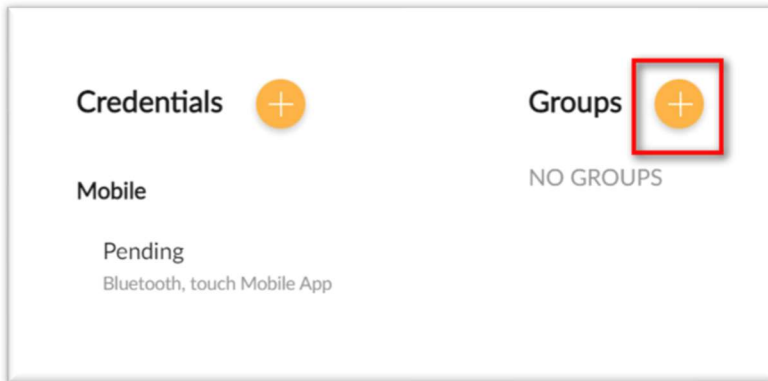 Credentials
Groups
NO GROUPS
Mobile
Pending
Bluetooth, touch Mobile App